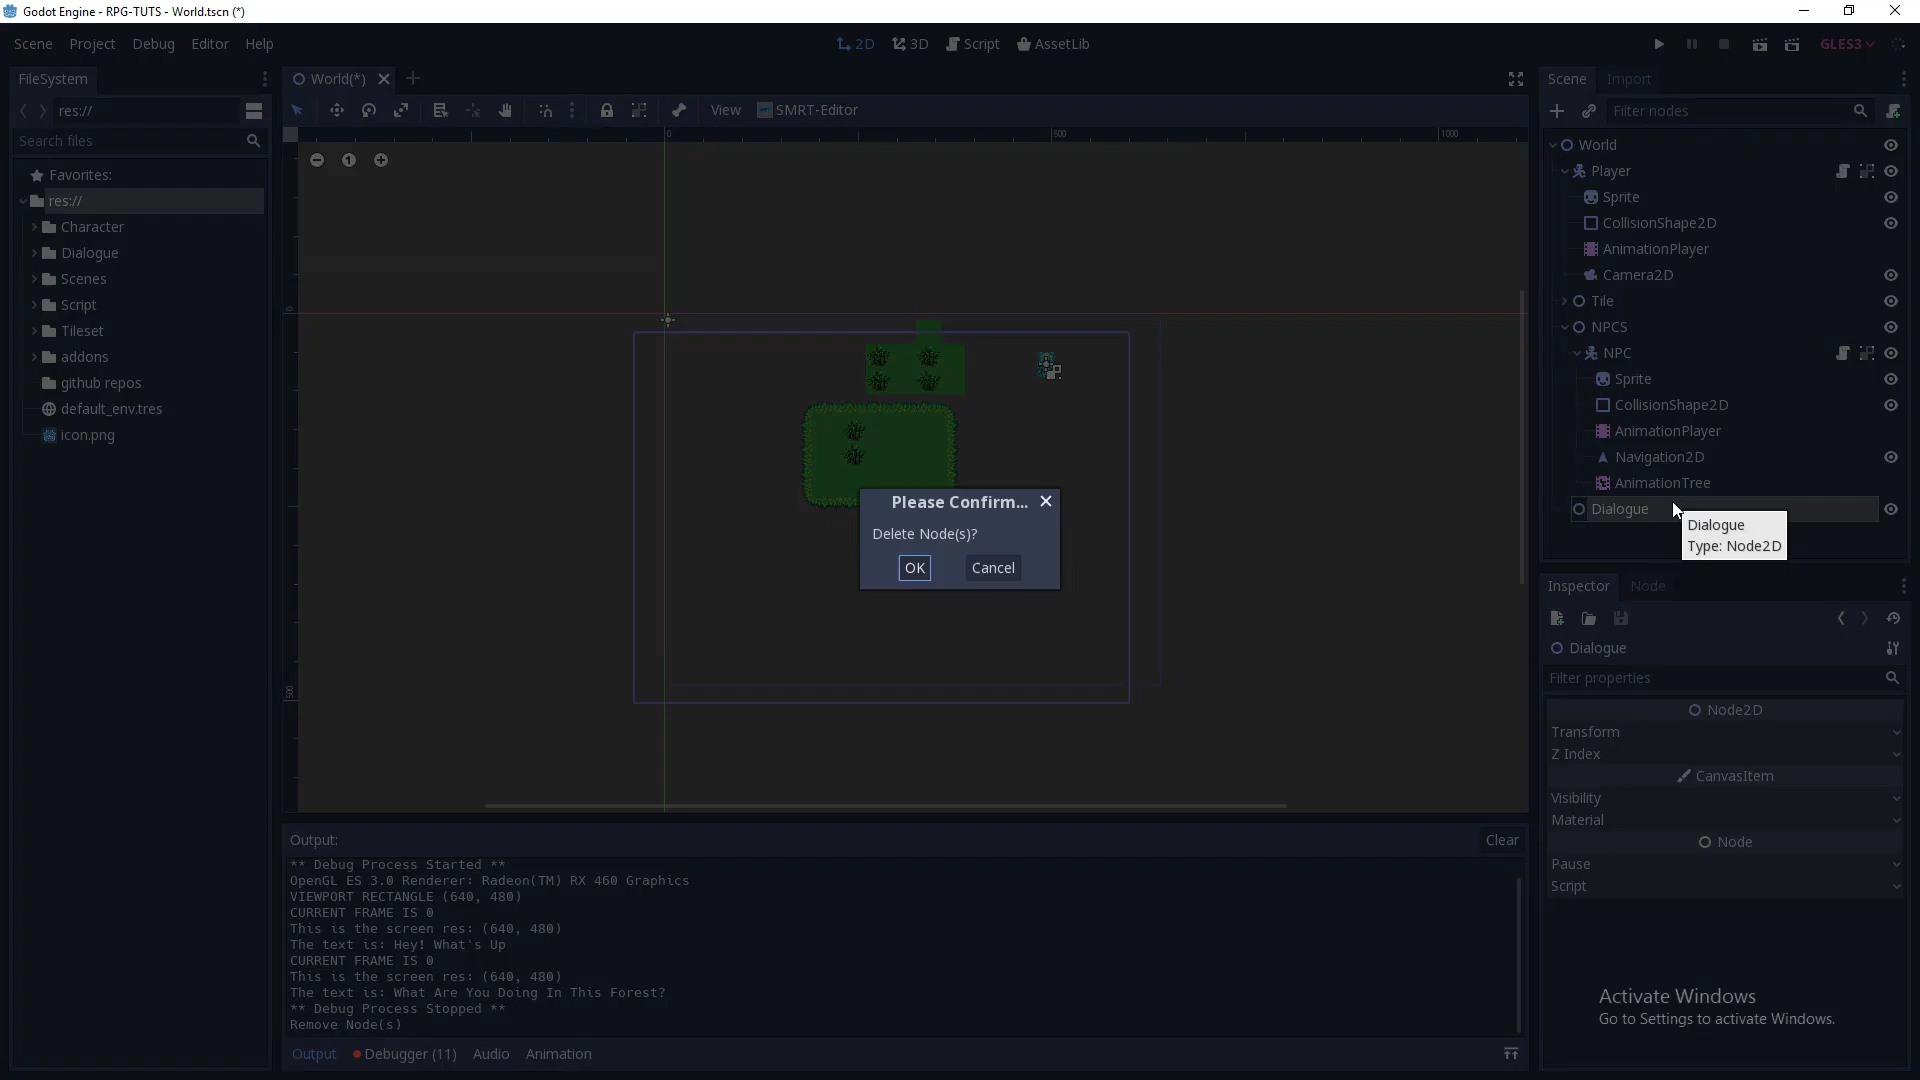 Godot Engine - RPG-TUTS - World.tscn (*)
Scene Project Debug Editor Help
2D 3D Script AssetLib
GLES3
FileSystem
res://
Search files
Favorites:
res://
Character
Dialogue
Scenes
Script
Tileset
addons
github repos
default_env.tres
icon.png
World(*)
View SMRT-Editor
0 500 1000
0
500
1
Please Confirm...
Delete Node(s)?
OK Cancel
Output:
Clear
** Debug Process Started **
OpenGL ES 3.0 Renderer: Radeon(TM) RX 460 Graphics
VIEWPORT RECTANGLE (640, 480)
CURRENT FRAME IS 0
This is the screen res: (640, 480)
The text is: Hey! What's Up
CURRENT FRAME IS 0
This is the screen res: (640, 480)
The text is: What Are You Doing In This Forest?
** Debug Process Stopped **
Remove Node(s)
Output Debugger (11) Audio Animation
Scene Import
Filter nodes
World
Player
Sprite
CollisionShape2D
AnimationPlayer
Camera2D
Tile
NPCS
NPC
Sprite
CollisionShape2D
AnimationPlayer
Navigation2D
AnimationTree
Dialogue
Dialogue
Type: Node2D
Inspector Node
Dialogue
Filter properties
Node2D
Transform
Z Index
CanvasItem
Visibility
Material
Node
Pause
Script
Activate Windows
Go to Settings to activate Windows.